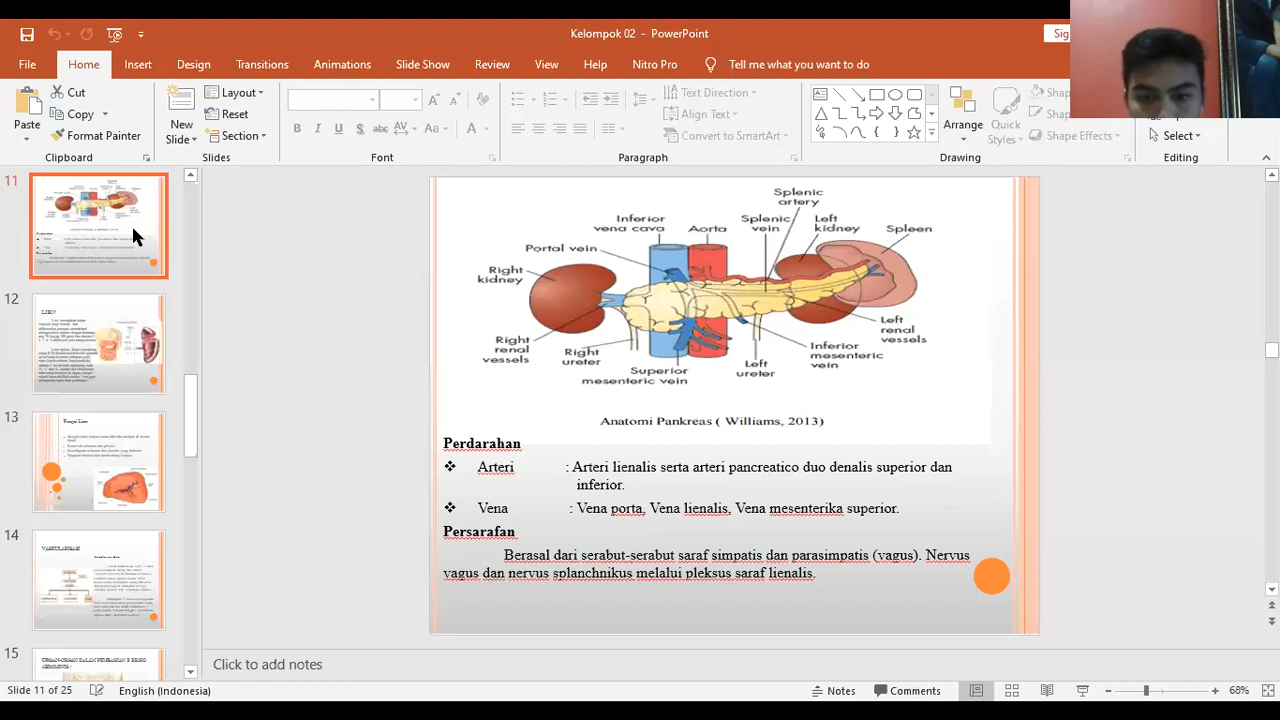 Kelompok 02 - PowerPoint
Sig
File Home Insert Design Transitions Animations Slide Show Review View Help Nitro Pro Tell me what you want to do
Paste
Cut
Copy
Format Painter
Clipboard
New
Slides
Layout
Reset
Section
Slides
Font
Text Direction
Align Text
Convert to SmartArt
Paragraph
Arrange
Quick
Styles
Shape Effects
Drawing
Select
Editing
11
12
13
14
15
Fungsi Lien
Splenic
artery
Inferior
vena cava
Aorta
Splenic
vein
Left
kidney
Spleen
Portal vein
Right
kidney
Right
renal
vessels
Right
ureter
Superior
mesenteric vein
Left
ureter
Inferior
mesenteric
vein
Left
renal
vessels
Anatomi Pankreas ( Williams, 2013)
Perdarahan
❖ Arteri : Arteri lienalis serta arteri pancreatico duo denalis superior dan
inferior.
❖ Vena : Vena porta, Vena lienalis, Vena mesenterika superior.
Persarafan
Berasal dari serabut-serabut saraf simpatis dan parasimpatis (vagus). Nervus
vagus dan nervus planchnikus melalui pleksus saraf lienalis.
Click to add notes
Slide 11 of 25 English (Indonesia) Notes Comments 68%